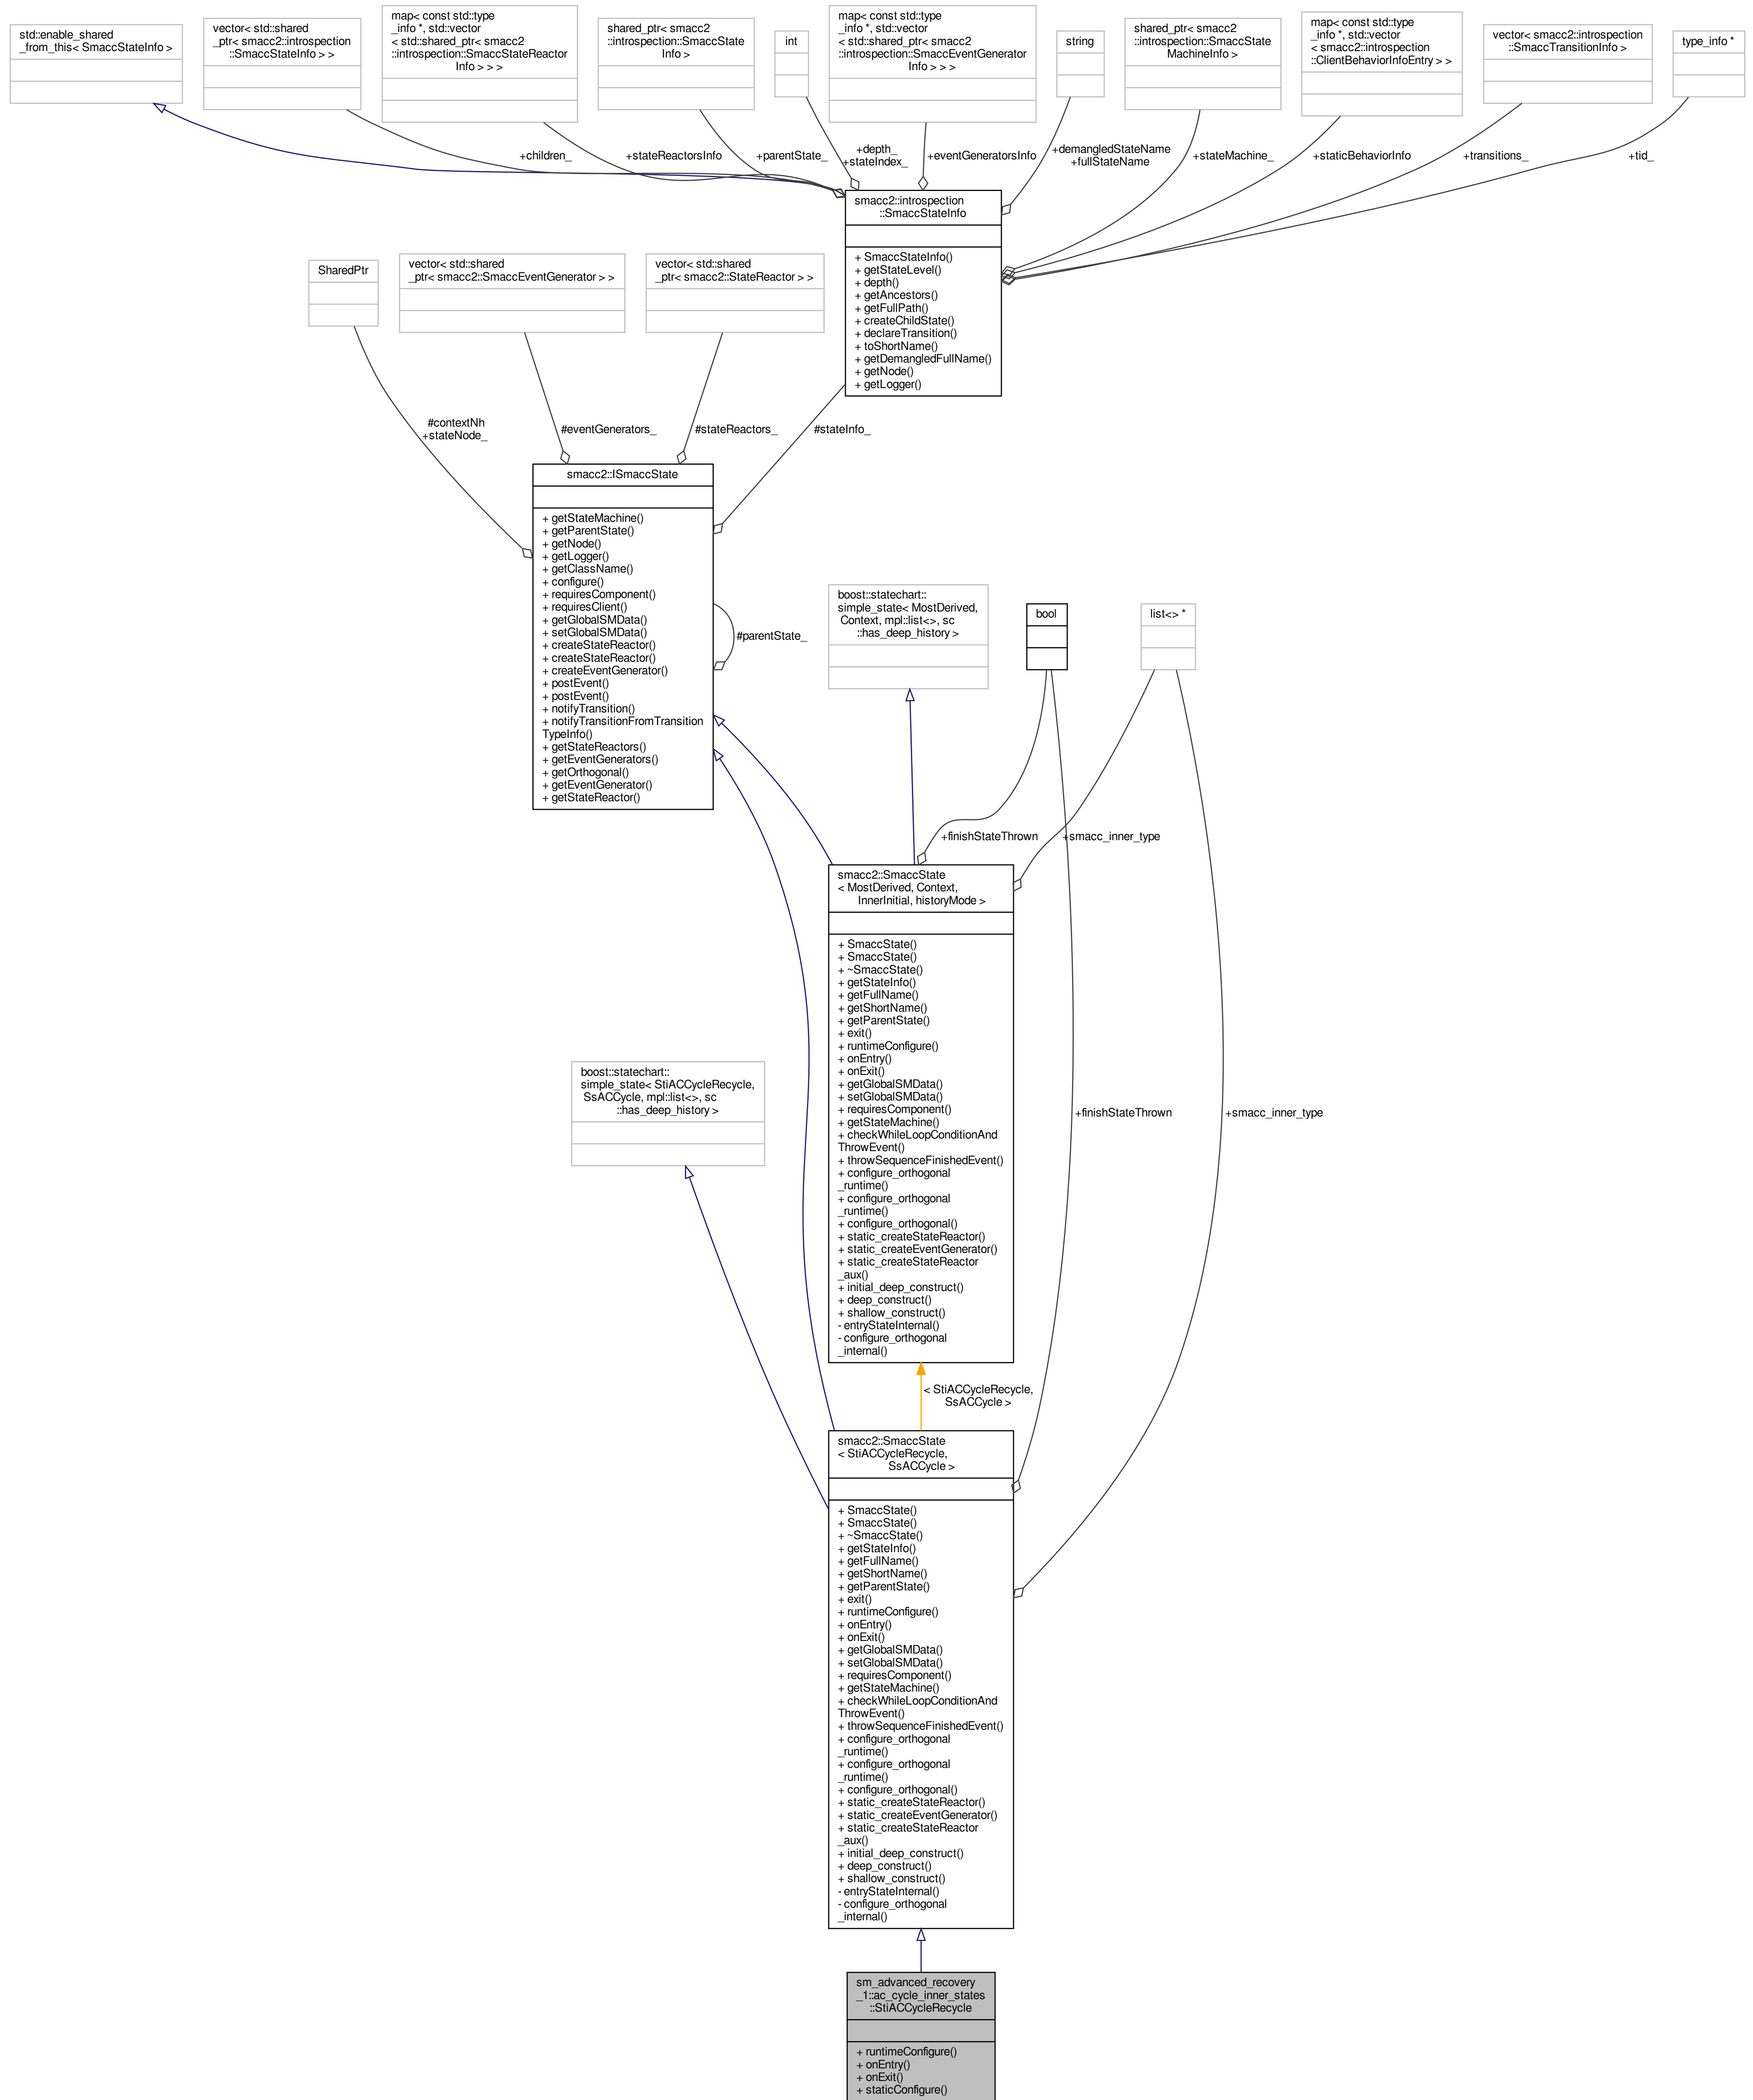 std::enable_shared
_from_this< SmaccStateInfo >
vector< std::shared
_ptr< smacc2::introspection
::SmaccStateInfo > >
map< const std::type
_info *, std::vector
< std::shared_ptr< smacc2
::introspection::SmaccStateReactor
Info > > >
shared_ptr< smacc2
::introspection::SmaccState
Info >
int
map< const std::type
_info *, std::vector
< std::shared_ptr< smacc2
::introspection::SmaccEventGenerator
Info > > >
string
shared_ptr< smacc2
::introspection::SmaccState
MachineInfo >
map< const std::type
_info *, std::vector
< smacc2::introspection
::ClientBehaviorInfoEntry > >
vector< smacc2::introspection
::SmaccTransitionInfo >
type_info *
+children_
+stateReactorsInfo
+parentState_
+depth_
+stateIndex_
+eventGeneratorsInfo
+demangledStateName
+fullStateName
+stateMachine_
+staticBehaviorInfo
+transitions_
+tid_
smacc2::introspection
::SmaccStateInfo
+ SmaccStateInfo()
+ getStateLevel()
+ depth()
+ getAncestors()
+ getFullPath()
+ createChildState()
+ declareTransition()
+ toShortName()
+ getDemangledFullName()
+ getNode()
+ getLogger()
SharedPtr
vector< std::shared
_ptr< smacc2::SmaccEventGenerator > >
vector< std::shared
_ptr< smacc2::StateReactor > >
#contextNh
+stateNode_
#eventGenerators_
#stateReactors_
#stateInfo_
smacc2::ISmaccState
+ getStateMachine()
+ getParentState()
+ getNode()
+ getLogger()
+ getClassName()
+ configure()
+ requiresComponent()
+ requiresClient()
+ getGlobalSMData()
+ setGlobalSMData()
+ createStateReactor()
+ createStateReactor()
+ createEventGenerator()
+ postEvent()
+ postEvent()
+ notifyTransition()
+ notifyTransitionFromTransition
TypeInfo()
+ getStateReactors()
+ getEventGenerators()
+ getOrthogonal()
+ getEventGenerator()
+ getStateReactor()
#parentState_
boost::statechart::
simple_state< MostDerived,
Context, mpl::list<>, sc
::has_deep_history >
bool
list<> *
+finishStateThrown
+smacc_inner_type
smacc2::SmaccState
< MostDerived, Context,
InnerInitial, historyMode >
+ SmaccState()
+ SmaccState()
+ ~SmaccState()
+ getStateInfo()
+ getFullName()
+ getShortName()
+ getParentState()
+ exit()
+ runtimeConfigure()
+ onEntry()
+ onExit()
+ getGlobalSMData()
+ setGlobalSMData()
+ requiresComponent()
+ getStateMachine()
+ checkWhileLoopConditionAnd
ThrowEvent()
+ throwSequenceFinishedEvent()
+ configure_orthogonal
_runtime()
+ configure_orthogonal
_runtime()
+ configure_orthogonal()
+ static_createStateReactor()
+ static_createEventGenerator()
+ static_createStateReactor
_aux()
+ initial_deep_construct()
+ deep_construct()
+ shallow_construct()
- entryStateInternal()
- configure_orthogonal
_internal()
boost::statechart::
simple_state< StiACCycleRecycle,
SsACCycle, mpl::list<>, sc
::has_deep_history >
+finishStateThrown
+smacc_inner_type
< StiACCycleRecycle,
SsACCycle >
smacc2::SmaccState
< StiACCycleRecycle,
SsACCycle >
+ SmaccState()
+ SmaccState()
+ ~SmaccState()
+ getStateInfo()
+ getFullName()
+ getShortName()
+ getParentState()
+ exit()
+ runtimeConfigure()
+ onEntry()
+ onExit()
+ getGlobalSMData()
+ setGlobalSMData()
+ requiresComponent()
+ getStateMachine()
+ checkWhileLoopConditionAnd
ThrowEvent()
+ throwSequenceFinishedEvent()
+ configure_orthogonal
_runtime()
+ configure_orthogonal
_runtime()
+ configure_orthogonal()
+ static_createStateReactor()
+ static_createEventGenerator()
+ static_createStateReactor
_aux()
+ initial_deep_construct()
+ deep_construct()
+ shallow_construct()
- entryStateInternal()
- configure_orthogonal
_internal()
sm_advanced_recovery
_1::ac_cycle_inner_states
::StiACCycleRecycle
+ runtimeConfigure()
+ onEntry()
+ onExit()
+ staticConfigure()